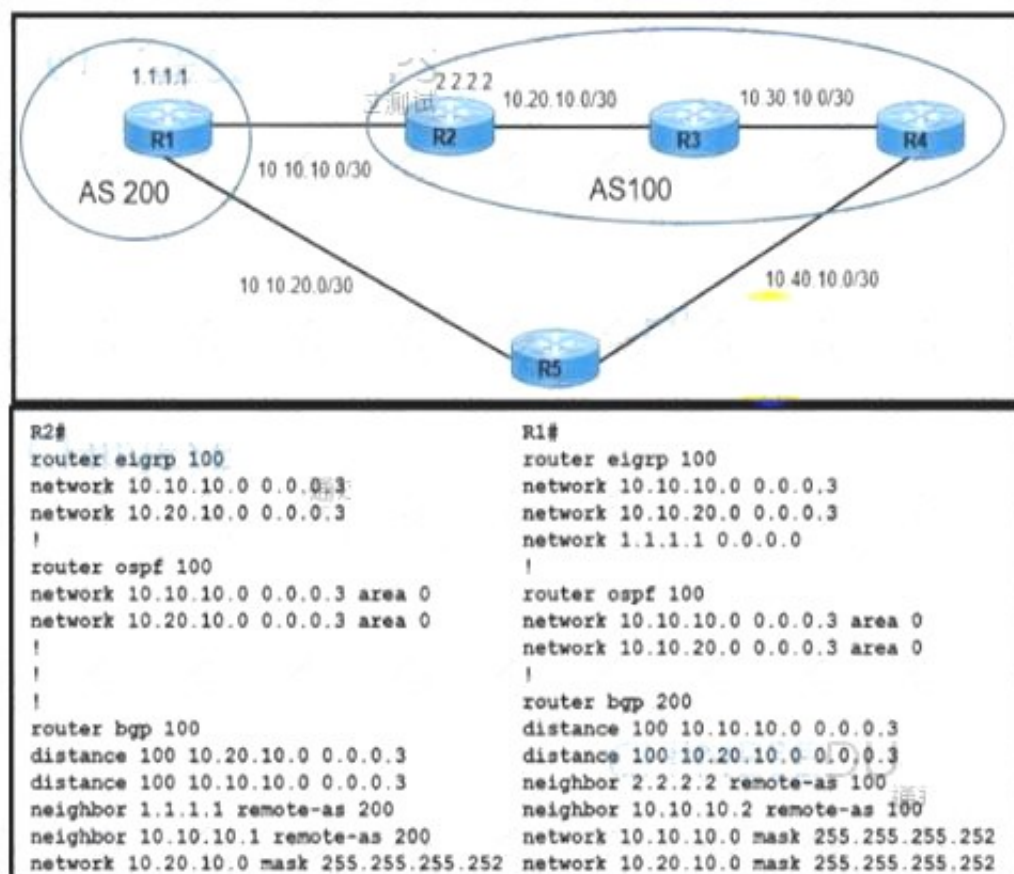 1.1.1.1
2 2 2 2
立测试
10.20.10.0/30
10 30.10 0/30
R1
R2
R3
R4
10 10.10 0/30
AS 200
AS100
10 10.20.0/30
10 40.10.0/30
R5
R2#
router eigrp 100
network 10.10.10.0 0.0.0.3
network 10.20.10.0 0.0.0.3
!
router ospf 100
network 10.10.10.0 0.0.0.3 area 0
network 10.20.10.0 0.0.0.3 area 0
!
!
!
router bgp 100
distance 100 10.20.10.0 0.0.0.3
distance 100 10.10.10.0 0.0.0.3
neighbor 1.1.1.1 remote-as 200
neighbor 10.10.10.1 remote-as 200
network 10.20.10.0 mask 255.255.255.252
R1#
router eigrp 100
network 10.10.10.0 0.0.0.3
network 10.10.20.0 0.0.0.3
network 1.1.1.1 0.0.0.0
!
router ospf 100
network 10.10.10.0 0.0.0.3 area 0
network 10.10.20.0 0.0.0.3 area 0
!
router bgp 200
distance 100 10.10.10.0 0.0.0.3
distance 100 10.20.10.0 0.0.0.3
neighbor 2.2.2.2 remote-as 100
neighbor 10.10.10.2 remote-as 100
network 10.10.10.0 mask 255.255.255.252
network 10.20.10.0 mask 255.255.255.252